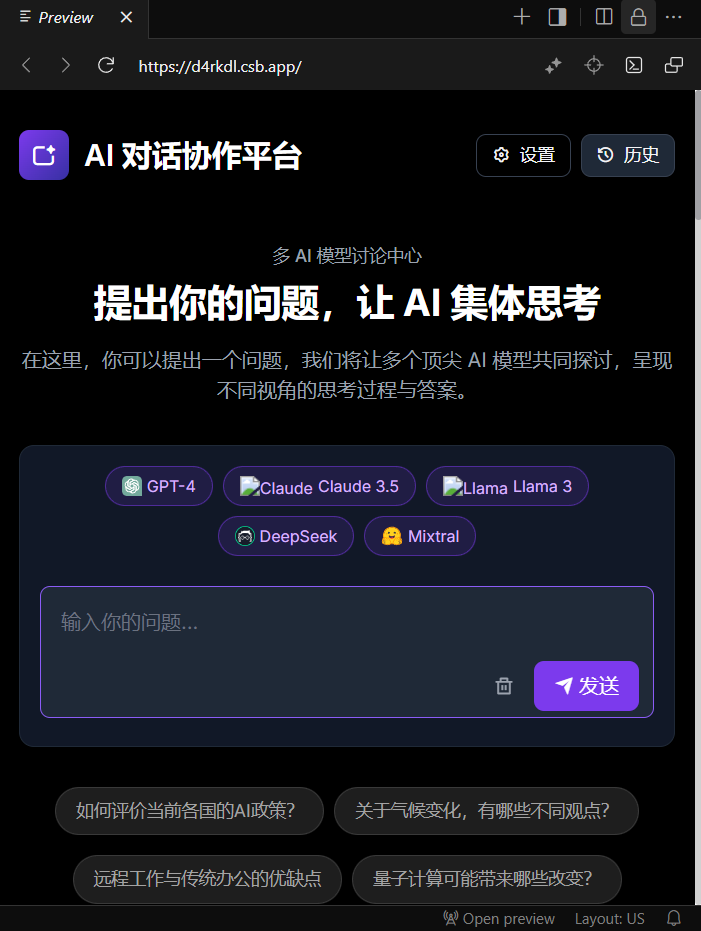 Preview
https://d4rkdl.csb.app/
AI 对话协作平台
设置
历史
多 AI 模型讨论中心
提出你的问题，让 AI 集体思考
在这里，你可以提出一个问题，我们将让多个顶尖 AI 模型共同探讨，呈现
不同视角的思考过程与答案。
GPT-4
Claude Claude 3.5
Llama Llama 3
DeepSeek
Mixtral
输入你的问题...
发送
如何评价当前各国的AI政策？
关于气候变化，有哪些不同观点？
远程工作与传统办公的优缺点
量子计算可能带来哪些改变？
Open preview
Layout: US